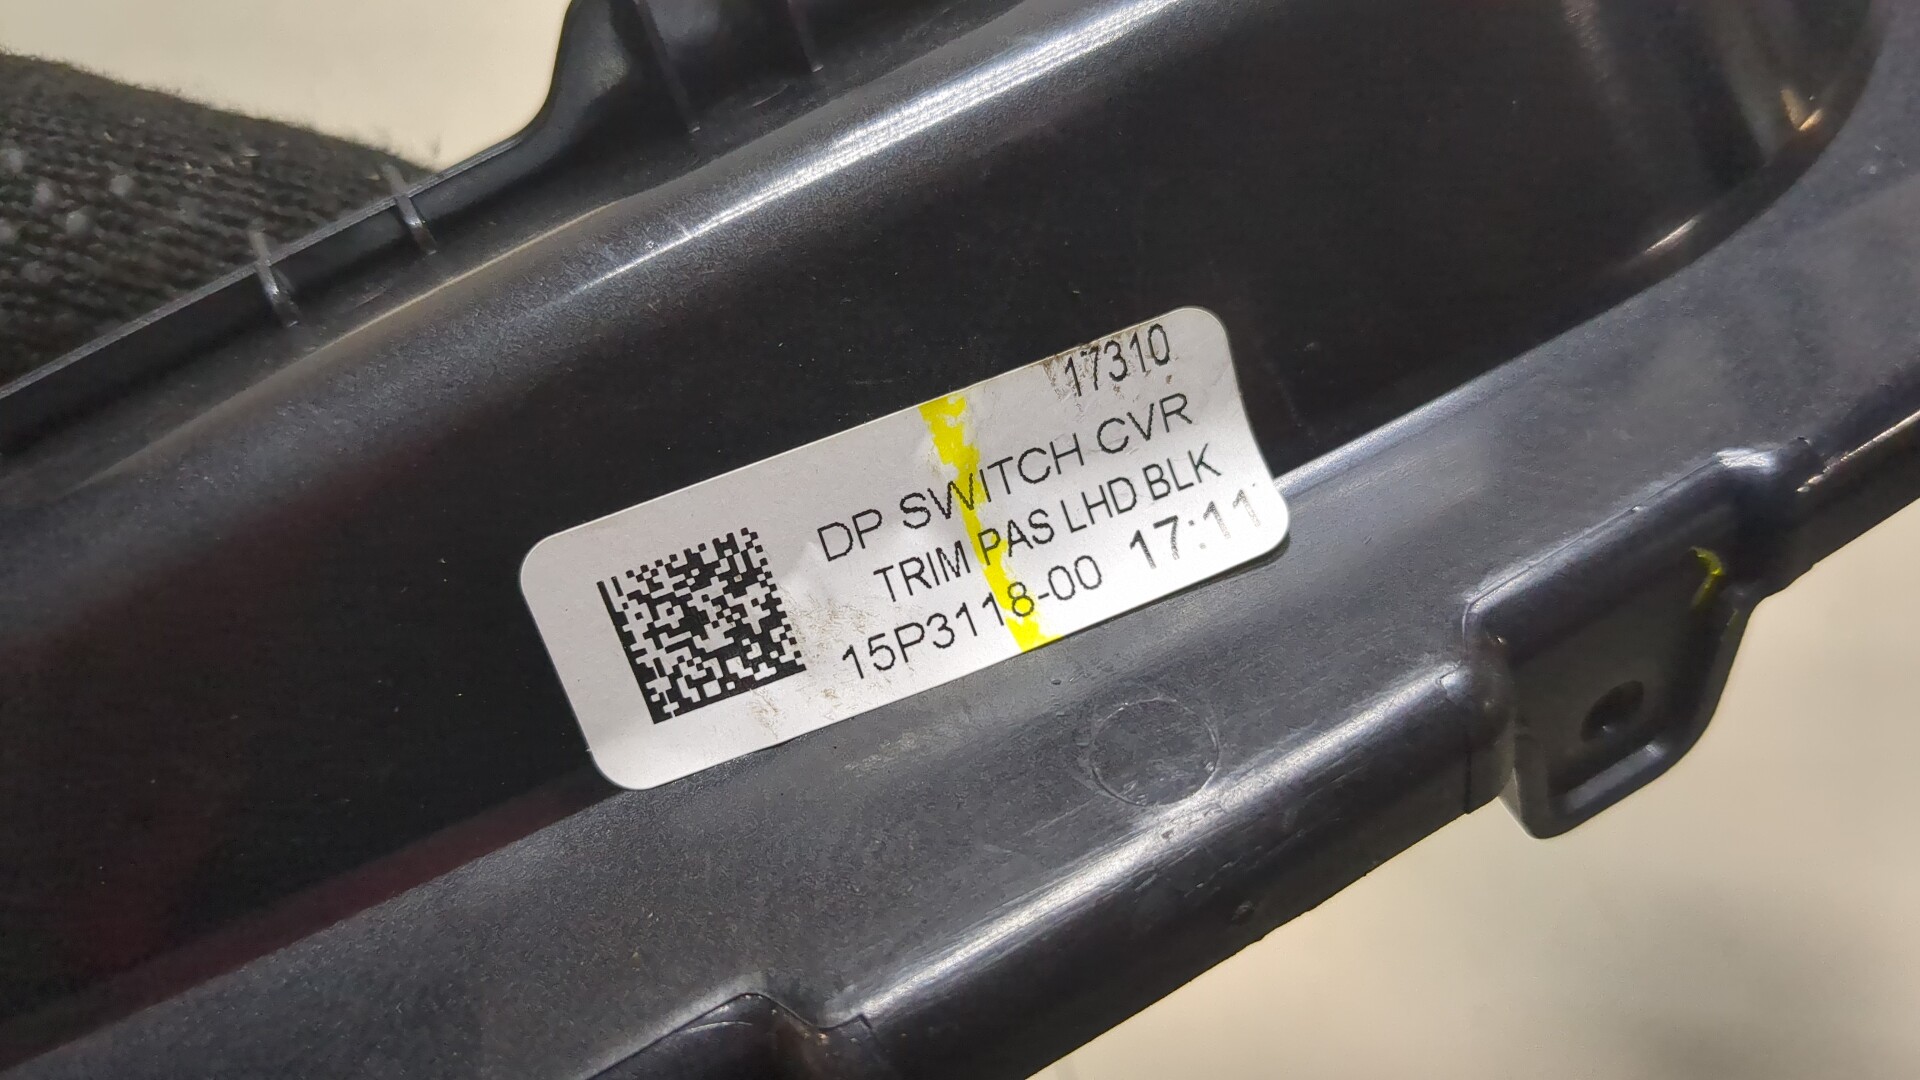 17310
DP SWITCH CVR
TRIM PAS LHD BLK
15P3118-00 17:11